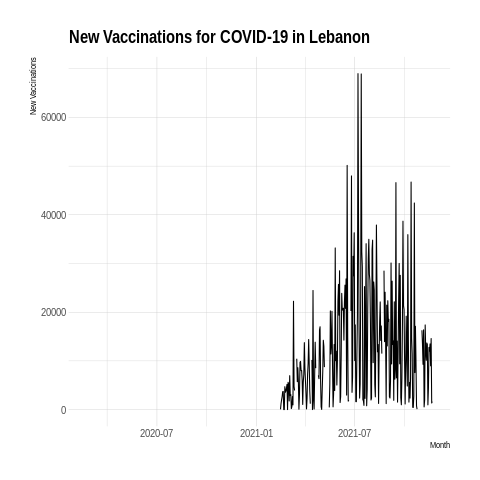 New Vaccinations for COVID-19 in Lebanon
New Vaccinations
60000
40000
20000
0
2020-07
2021-01
2021-07
Month